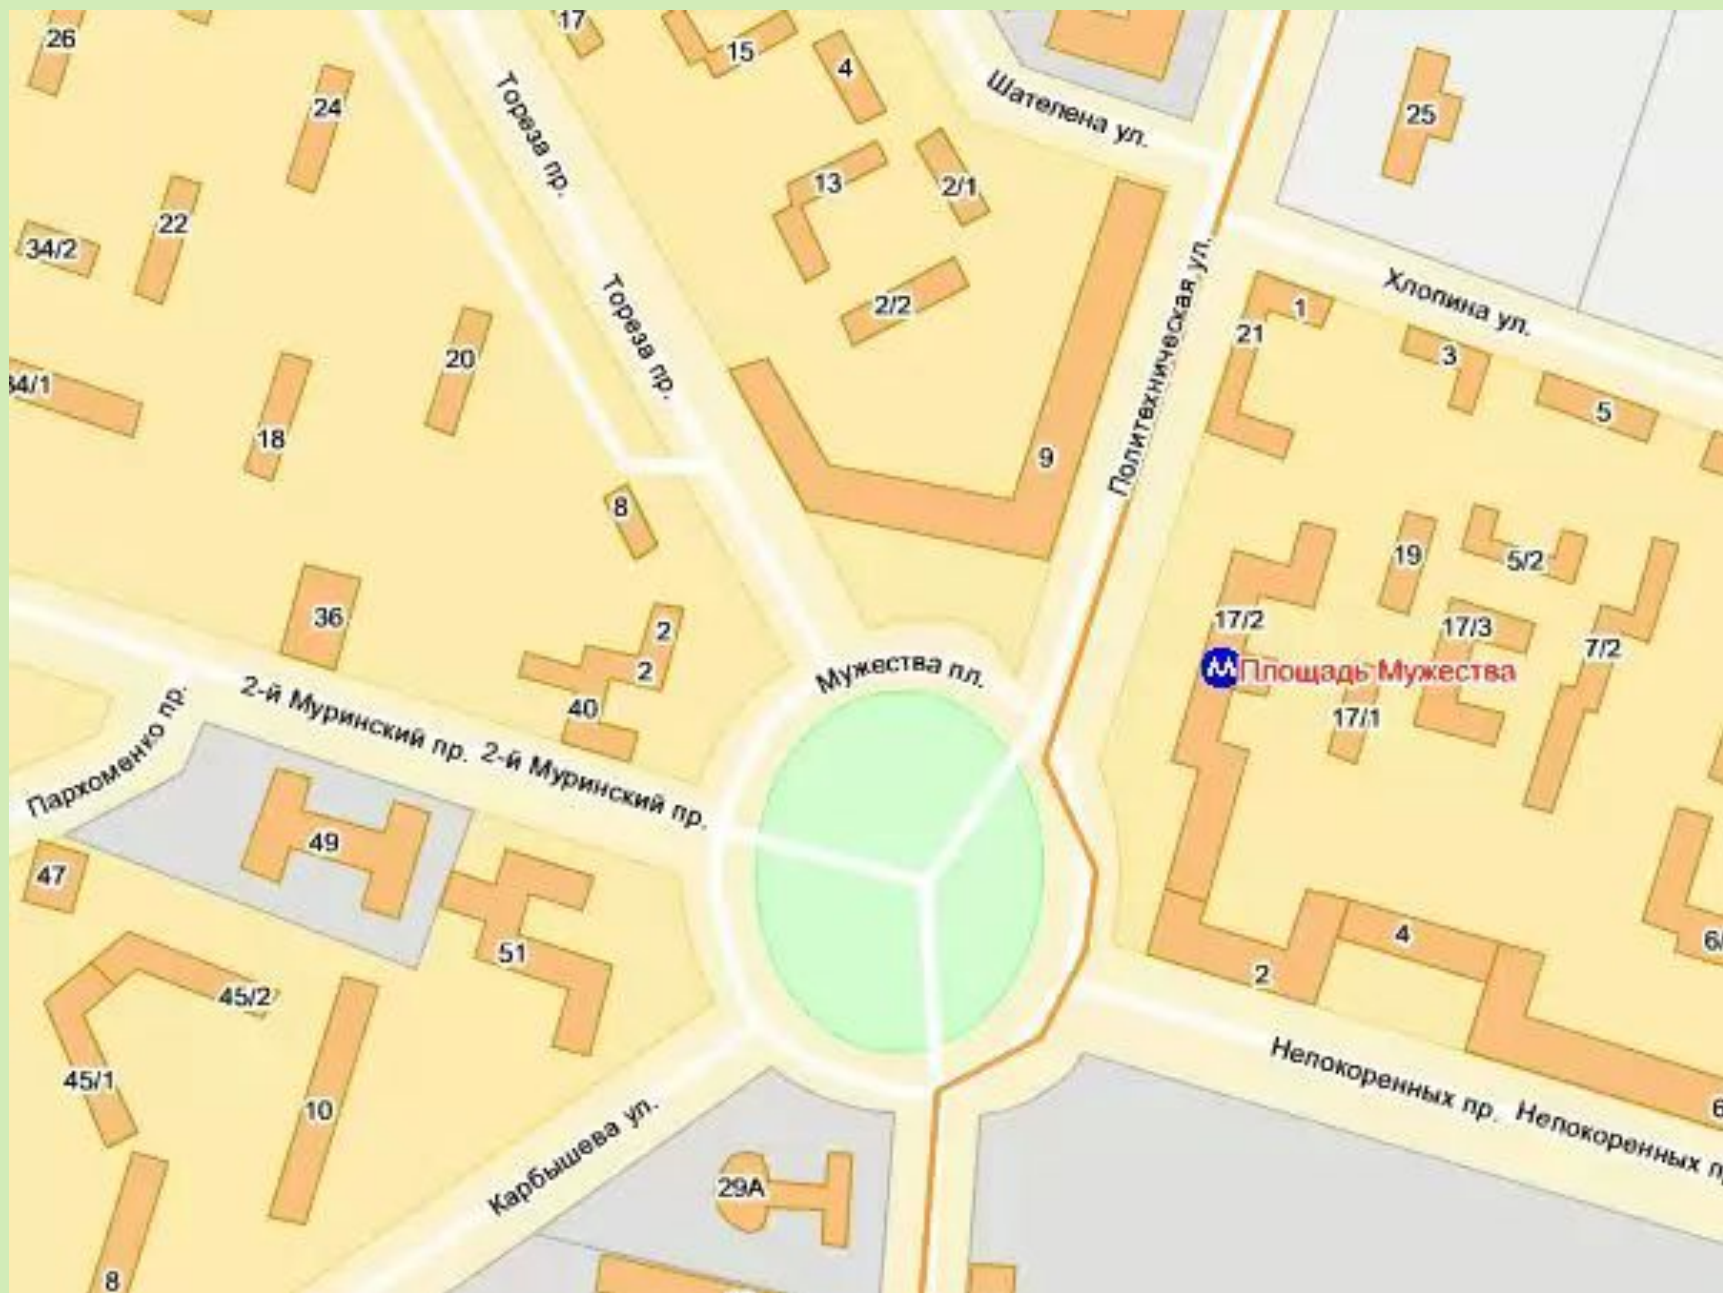 26
17
15
4
24
Тореза пр.
Шателена ул.
25
13
2/1
22
34/2
2/2
Тореза пр.
Политехническая ул.
Хлопина ул.
1
21
3
20
5
34/1
18
9
8
19
5/2
36
2
2
17/2
17/3
7/2
Мужества пл.
Площадь Мужества
17/1
40
2-й Муринский пр.
2-й Муринский пр.
Пархоменко пр.
49
47
51
4
2
45/2
45/1
10
Непокоренных пр.
Непокоренных п
Карбышева ул.
29А
8